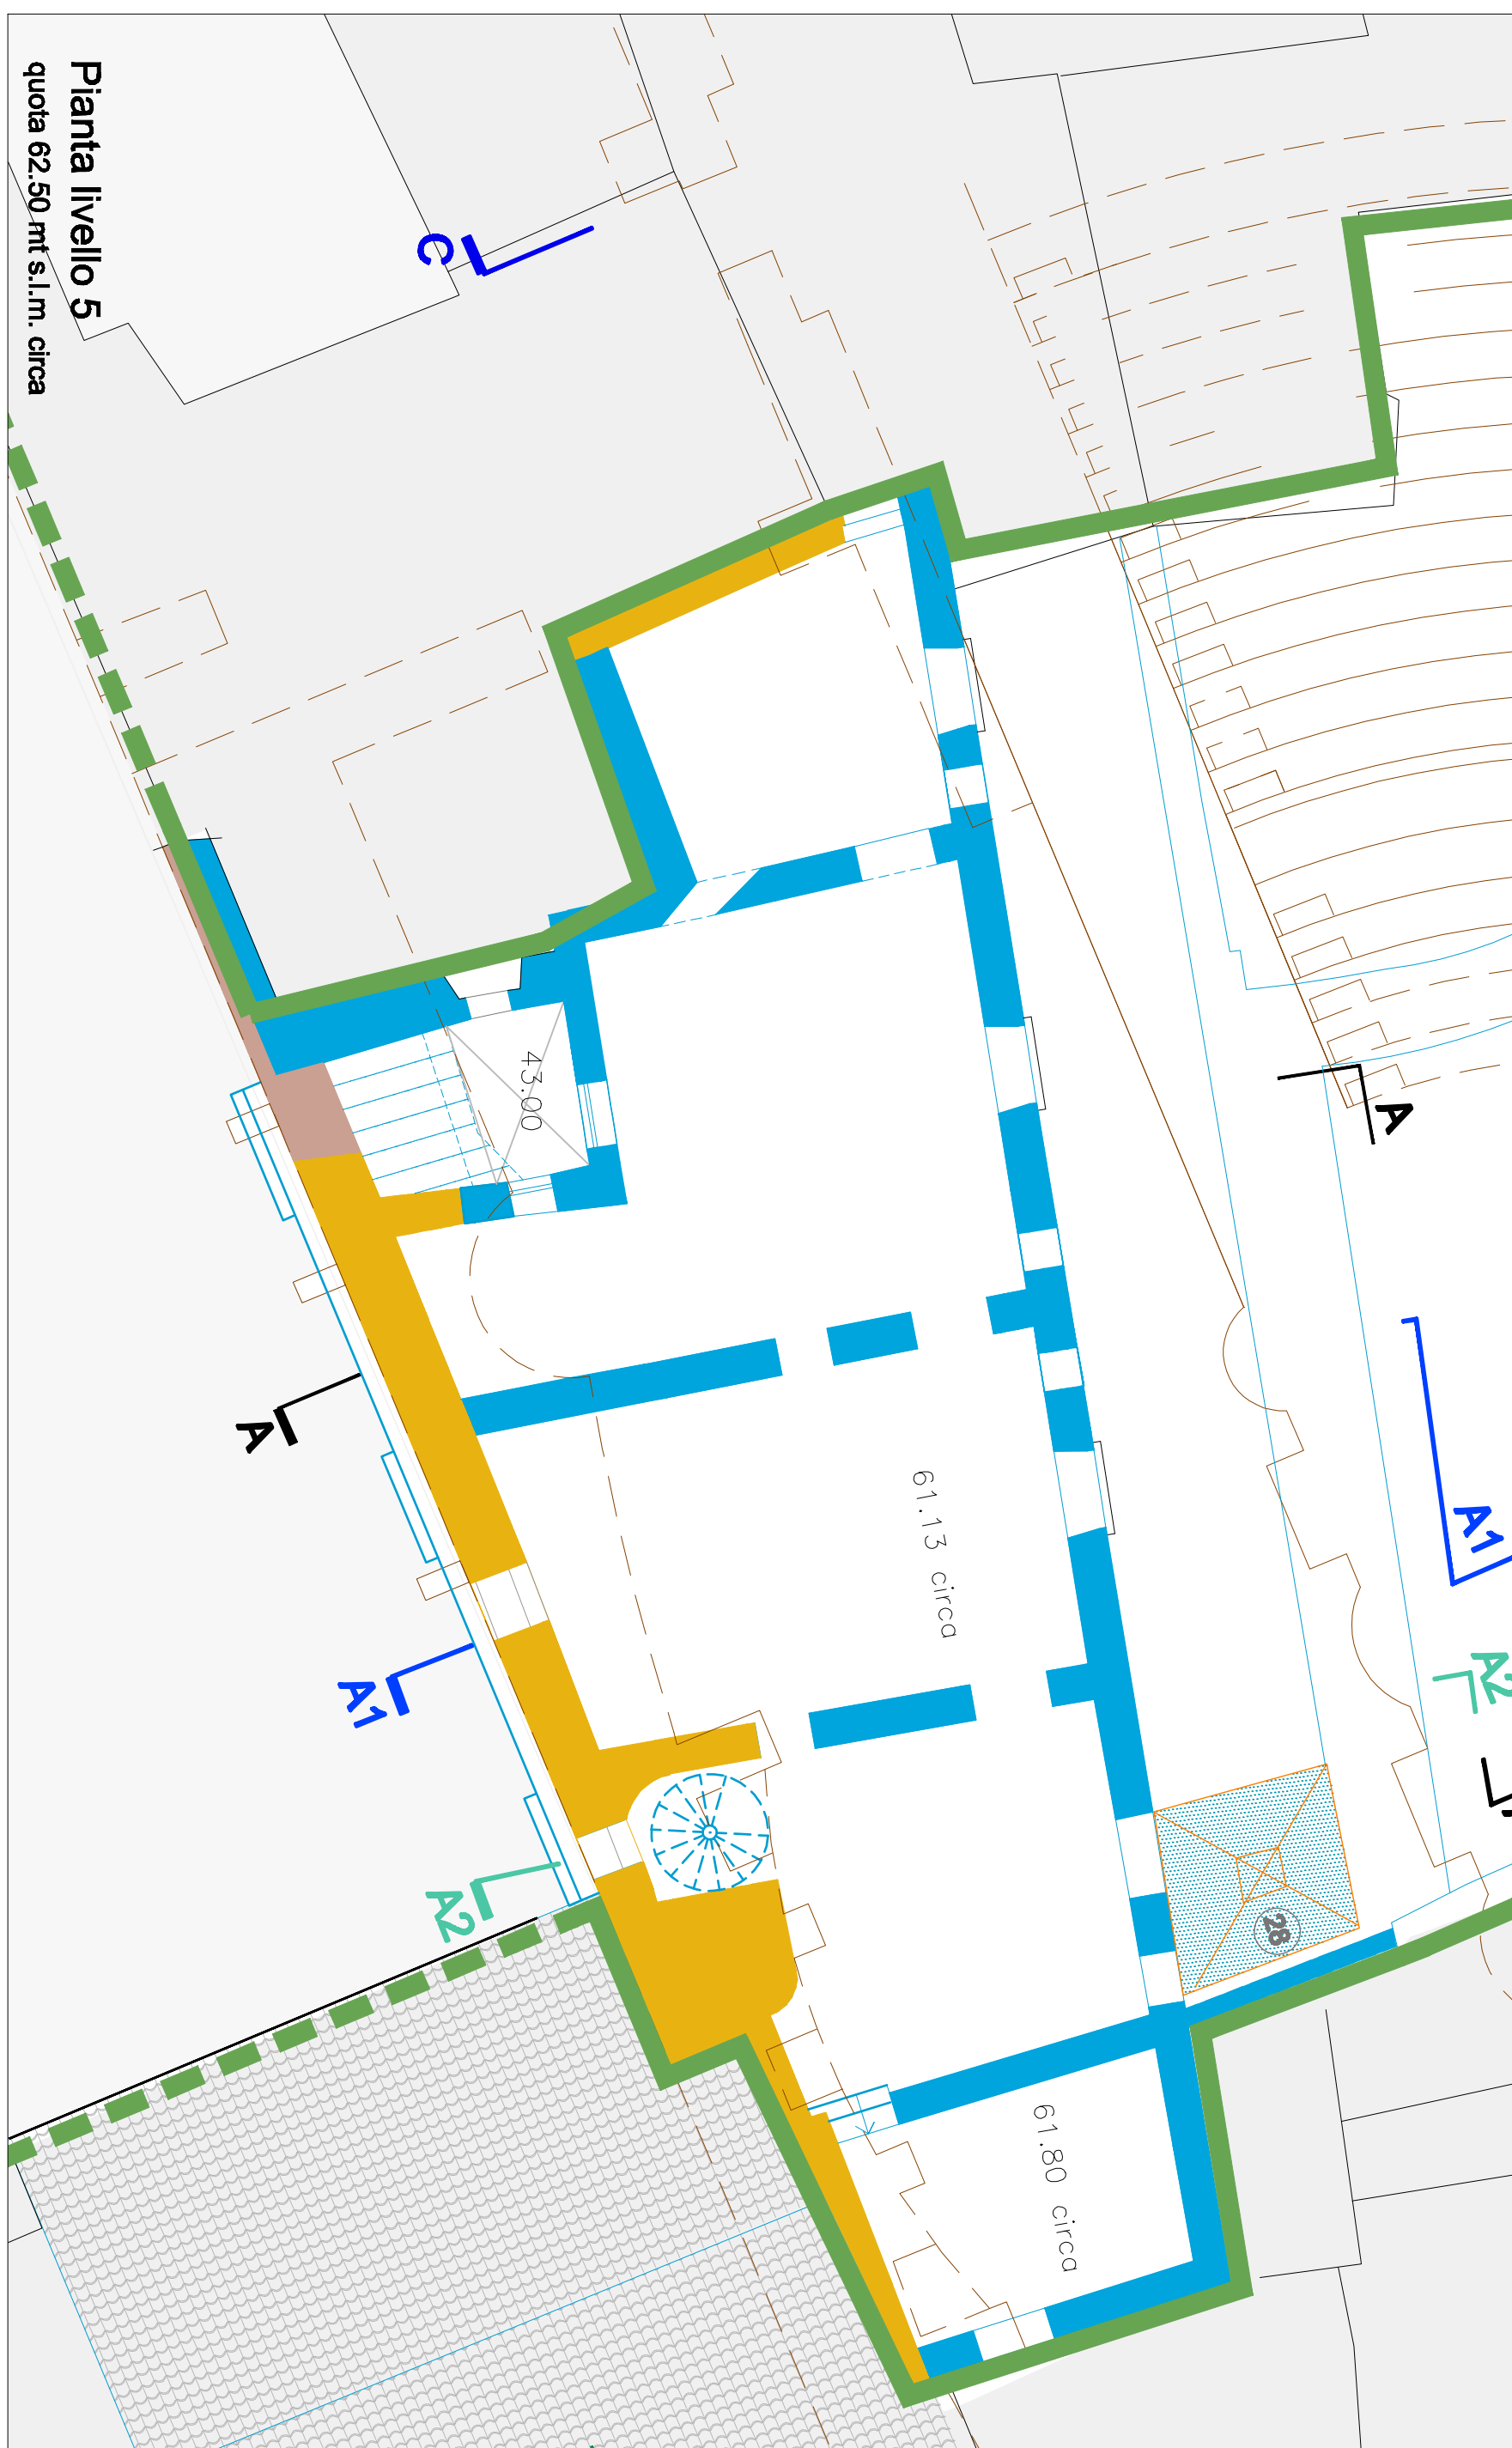 Pianta livello 5
quota 62.50 mt s.l.m. circa
C
43.00
A
A
61.13 circa
A1
A1
A2
A2
28
61.80 circa